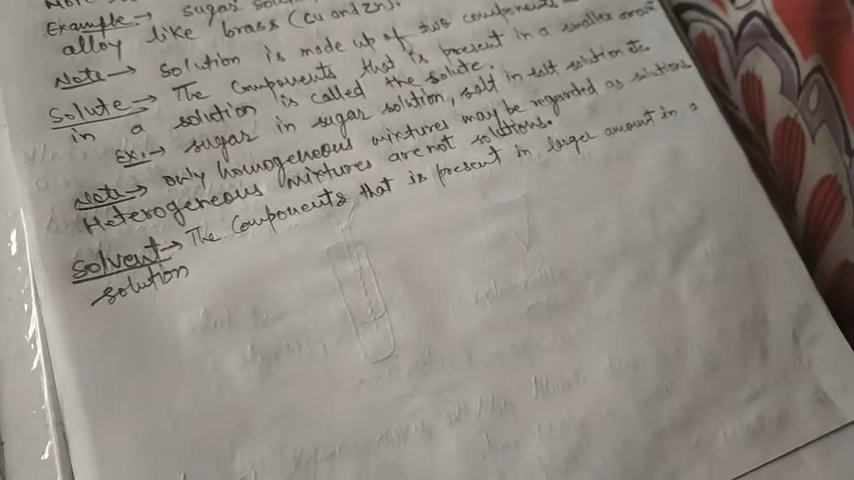 Example:→ sugar
alloy like brass (Cu and Zn).
Note→ Solution is made up of two components
Solute→ The components that is present in a smaller
in a solution is called the solute.
Ex:→ sugar in sugar solution, salt in salt solution etc
Note→ only homogeneous mixtures may be regarded as solutions
Heterogeneous mixtures are not solutions.
Solvent→ The components that is present in larger amount in a
solution